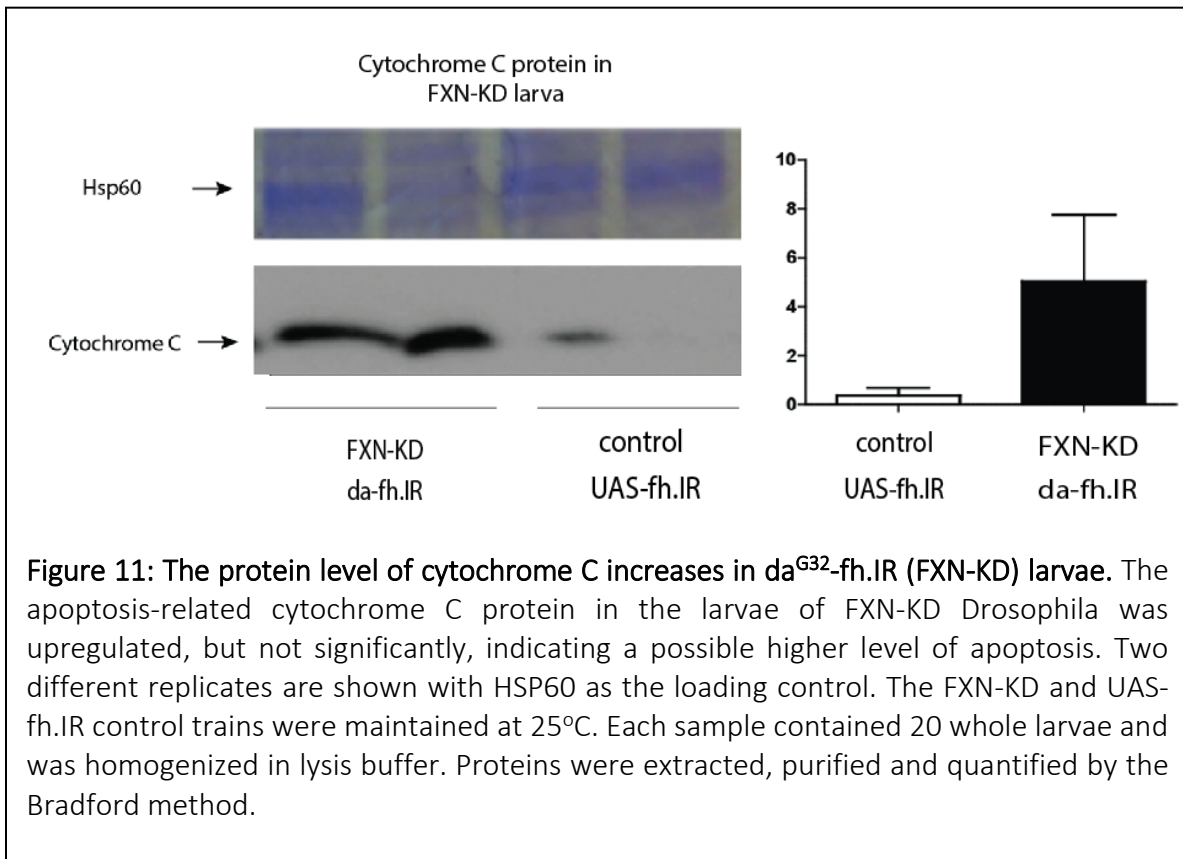 Cytochrome C protein in
FXN-KD larva
Hsp60
Cytochrome C
FXN-KD
da-fh.IR
control
UAS-fh.IR
10
8
6
4
2
0
control
UAS-fh.IR
FXN-KD
da-fh.IR
Figure 11: The protein level of cytochrome C increases in da^G32-fh.IR (FXN-KD) larvae. The
apoptosis-related cytochrome C protein in the larvae of FXN-KD Drosophila was
upregulated, but not significantly, indicating a possible higher level of apoptosis. Two
different replicates are shown with HSP60 as the loading control. The FXN-KD and UAS-
fh.IR control trains were maintained at 25°C. Each sample contained 20 whole larvae and
was homogenized in lysis buffer. Proteins were extracted, purified and quantified by the
Bradford method.